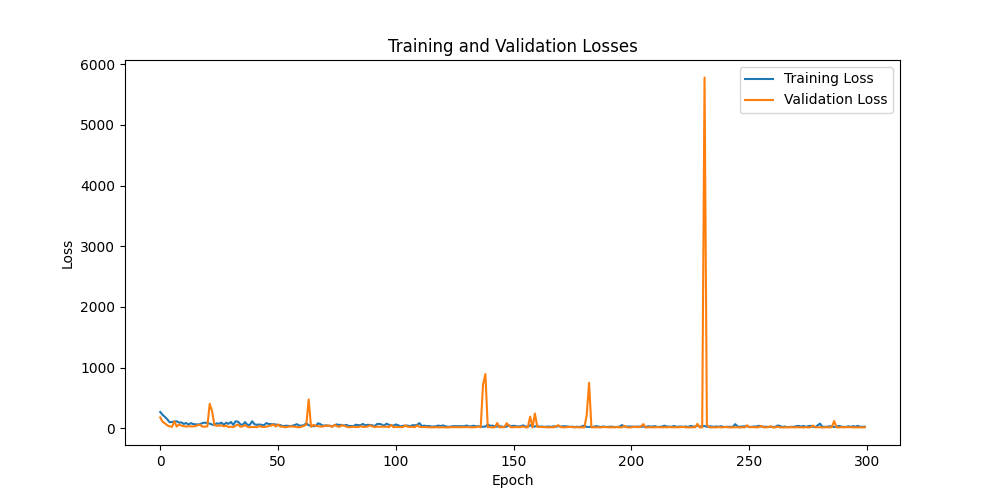 Training and Validation Losses
6000
5000
4000
3000
2000
1000
0
Loss
Training Loss
Validation Loss
0 50 100 150 200 250 300
Epoch